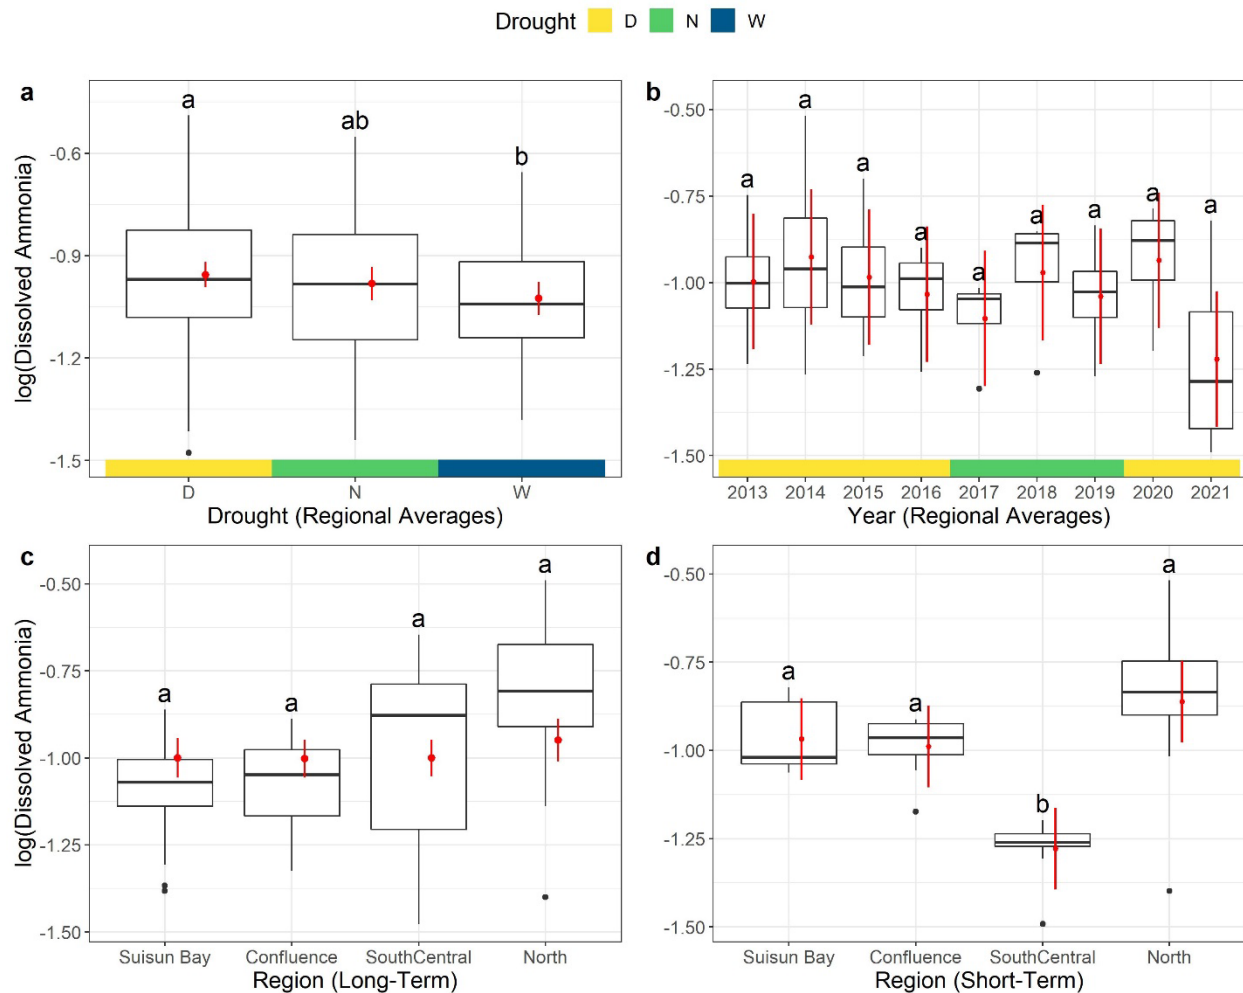 Drought D N W
a
a
ab
b
log(Dissolved Ammonia)
-0.6
-0.9
-1.2
-1.5
D N W
Drought (Regional Averages)
b
a a a a a a a a a
-0.50
-0.75
-1.00
-1.25
-1.50
2013 2014 2015 2016 2017 2018 2019 2020 2021
Year (Regional Averages)
c
a a a a
log(Dissolved Ammonia)
-0.50
-0.75
-1.00
-1.25
-1.50
Suisun Bay Confluence SouthCentral North
Region (Long-Term)
d
a a b a
-0.50
-0.75
-1.00
-1.25
-1.50
Suisun Bay Confluence SouthCentral North
Region (Short-Term)